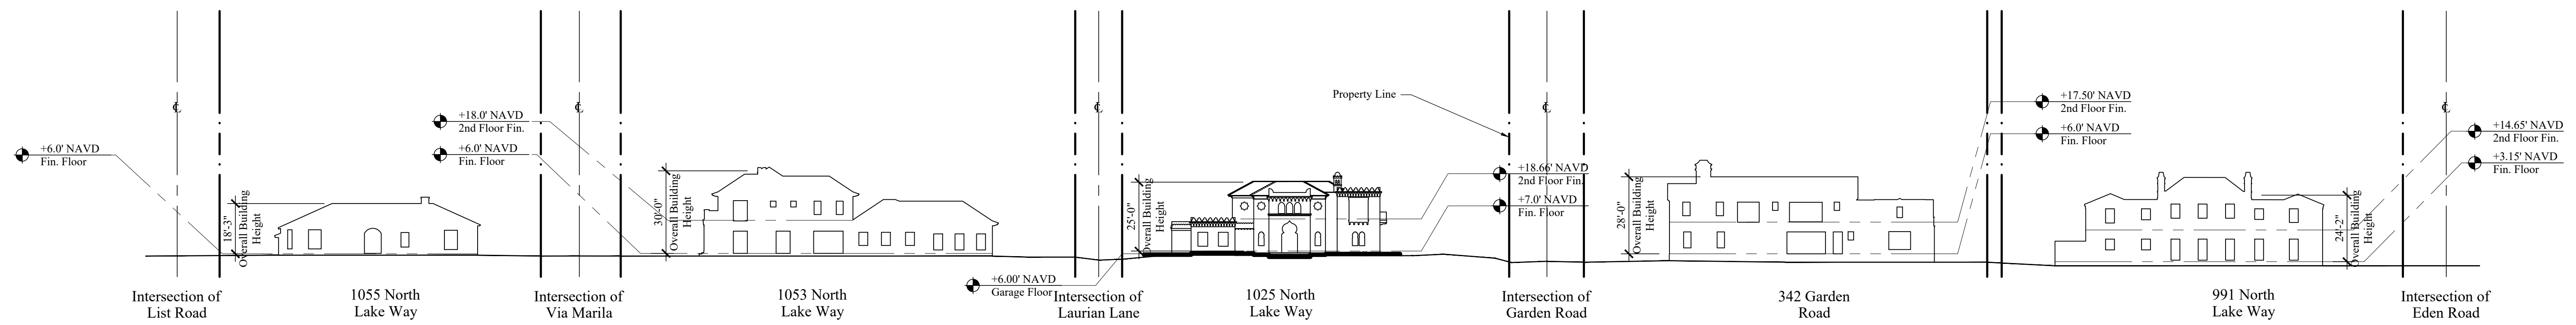 +6.0' NAVD
Fin. Floor
℄
18'-3"
Overall Building
Height
Intersection of
List Road
1055 North
Lake Way
+18.0' NAVD
2nd Floor Fin.
+6.0' NAVD
Fin. Floor
℄
Intersection of
Via Marila
30'-0"
Overall Building
Height
1053 North
Lake Way
+6.00' NAVD
Garage Floor
℄
Intersection of
Laurian Lane
25'-0"
Overall Building
Height
1025 North
Lake Way
Property Line
+18.66' NAVD
2nd Floor Fin.
+7.0' NAVD
Fin. Floor
℄
Intersection of
Garden Road
28'-0"
Overall Building
Height
342 Garden
Road
+17.50' NAVD
2nd Floor Fin.
+6.0' NAVD
Fin. Floor
991 North
Lake Way
24'-2"
Overall Building
Height
℄
+14.65' NAVD
2nd Floor Fin.
+3.15' NAVD
Fin. Floor
Intersection of
Eden Road